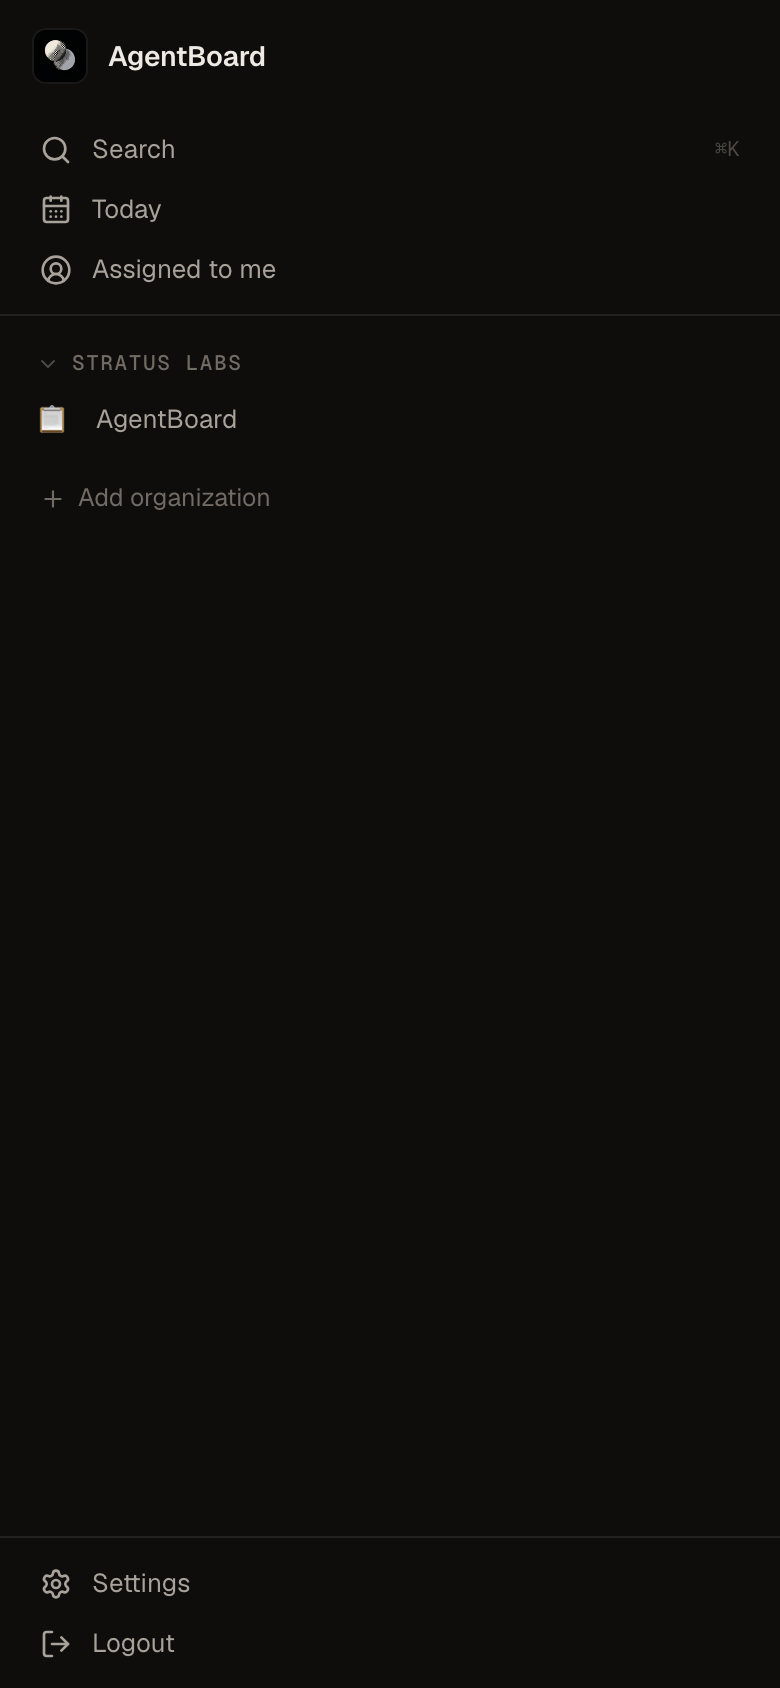 AgentBoard
Search ⌘K
Today
Assigned to me
STRATUS LABS
AgentBoard
Add organization
Settings
Logout